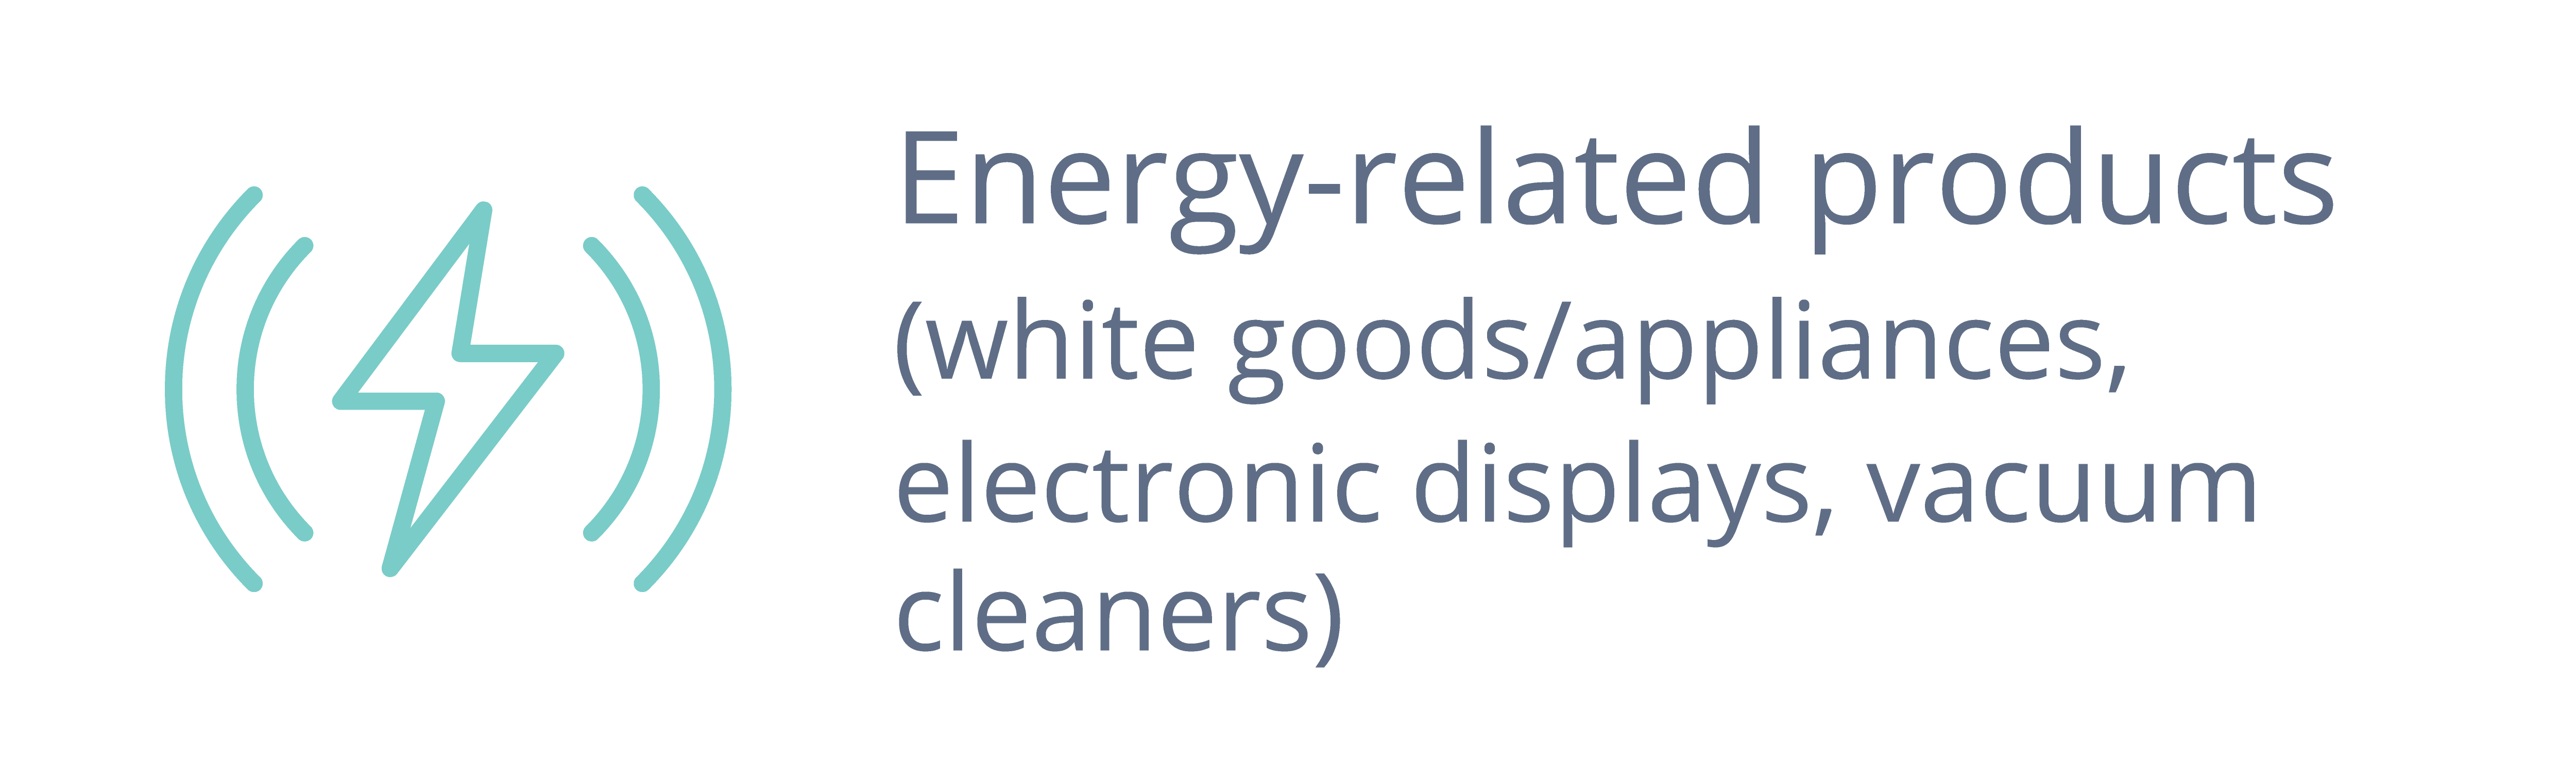 Energy-related products
(white goods/appliances,
electronic displays, vacuum
cleaners)